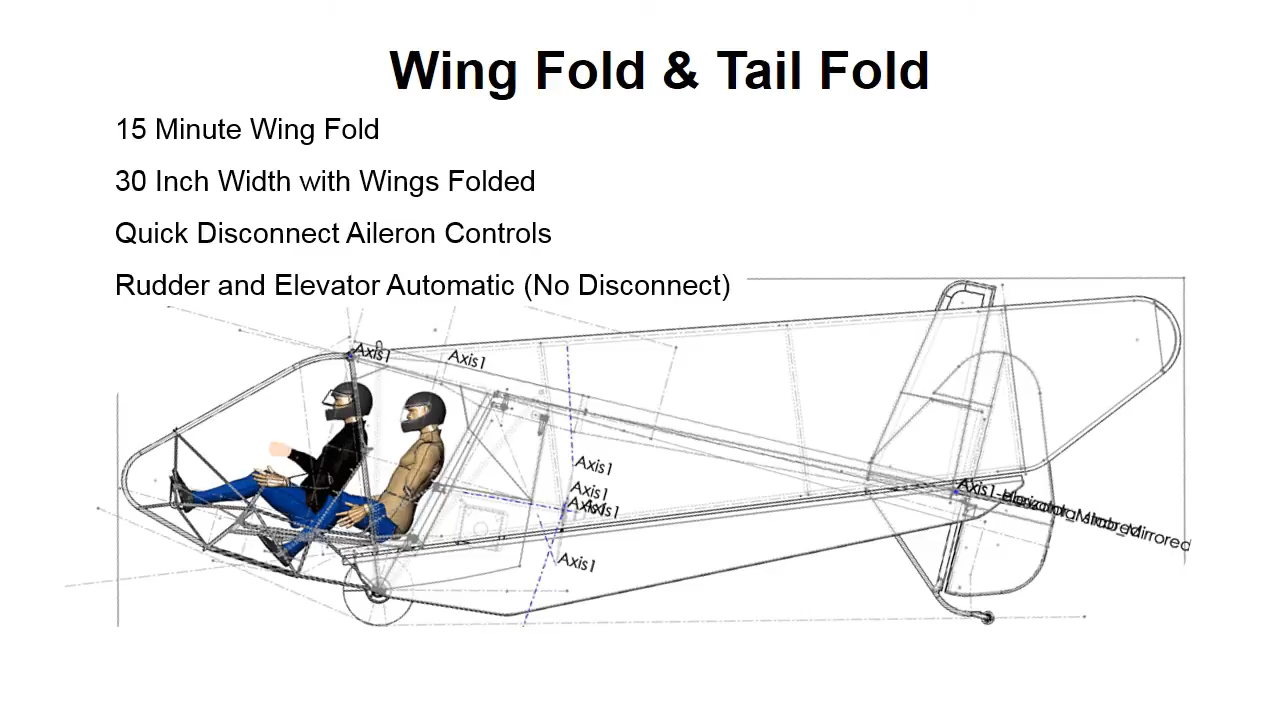 Wing Fold & Tail Fold
15 Minute Wing Fold
30 Inch Width with Wings Folded
Quick Disconnect Aileron Controls
Rudder and Elevator Automatic (No Disconnect)
Axis1
Axis1
Axis1
Axis1
Axis1
Axis1
Axis1